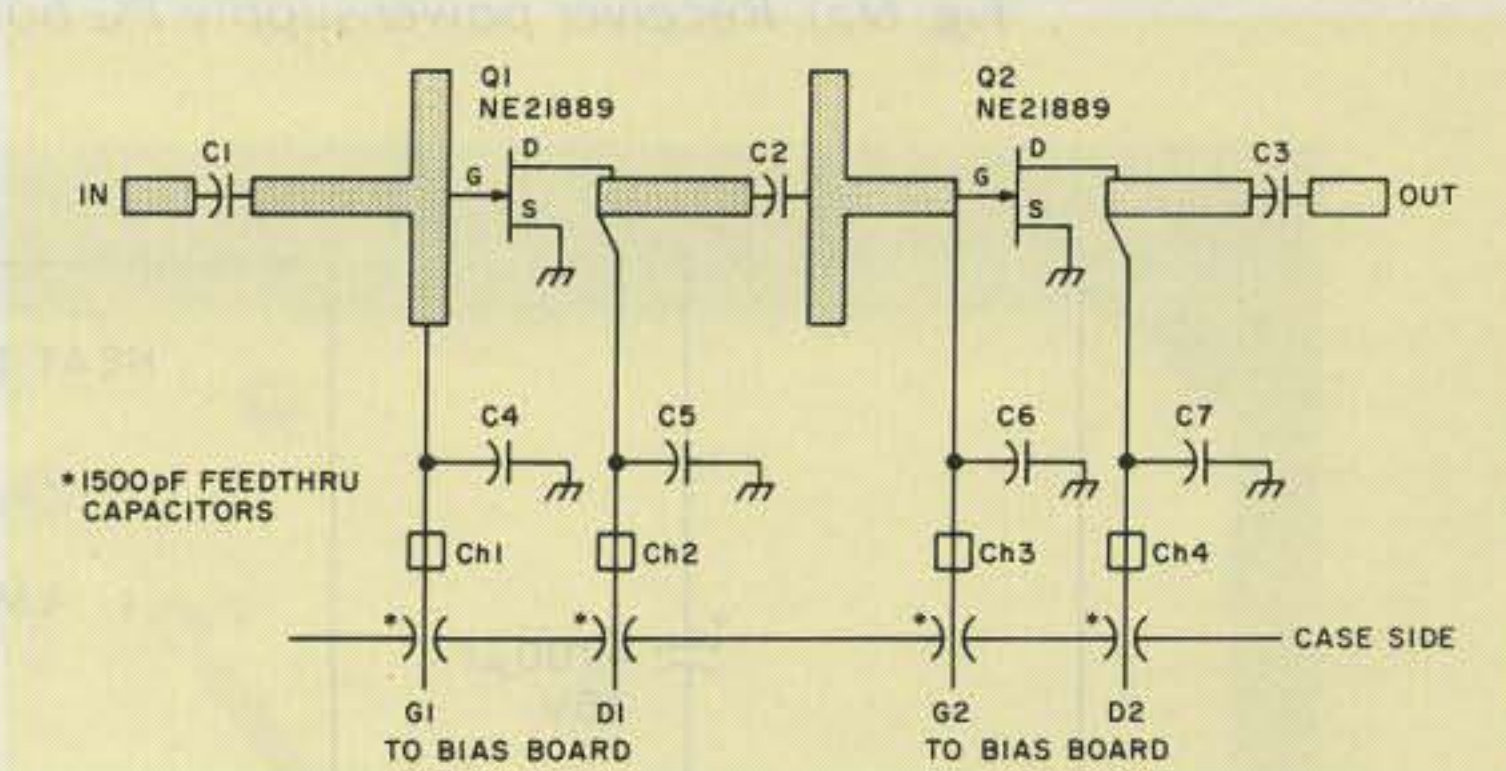 Q1
NE21889
Q2
NE21889
C1
D
C2
D
C3
IN
G
S
G
S
OUT
C4
C5
C6
C7
*1500pF FEEDTHRU
CAPACITORS
Ch1
Ch2
Ch3
Ch4
*
*
*
*
CASE SIDE
G1
D1
G2
D2
TO BIAS BOARD
TO BIAS BOARD